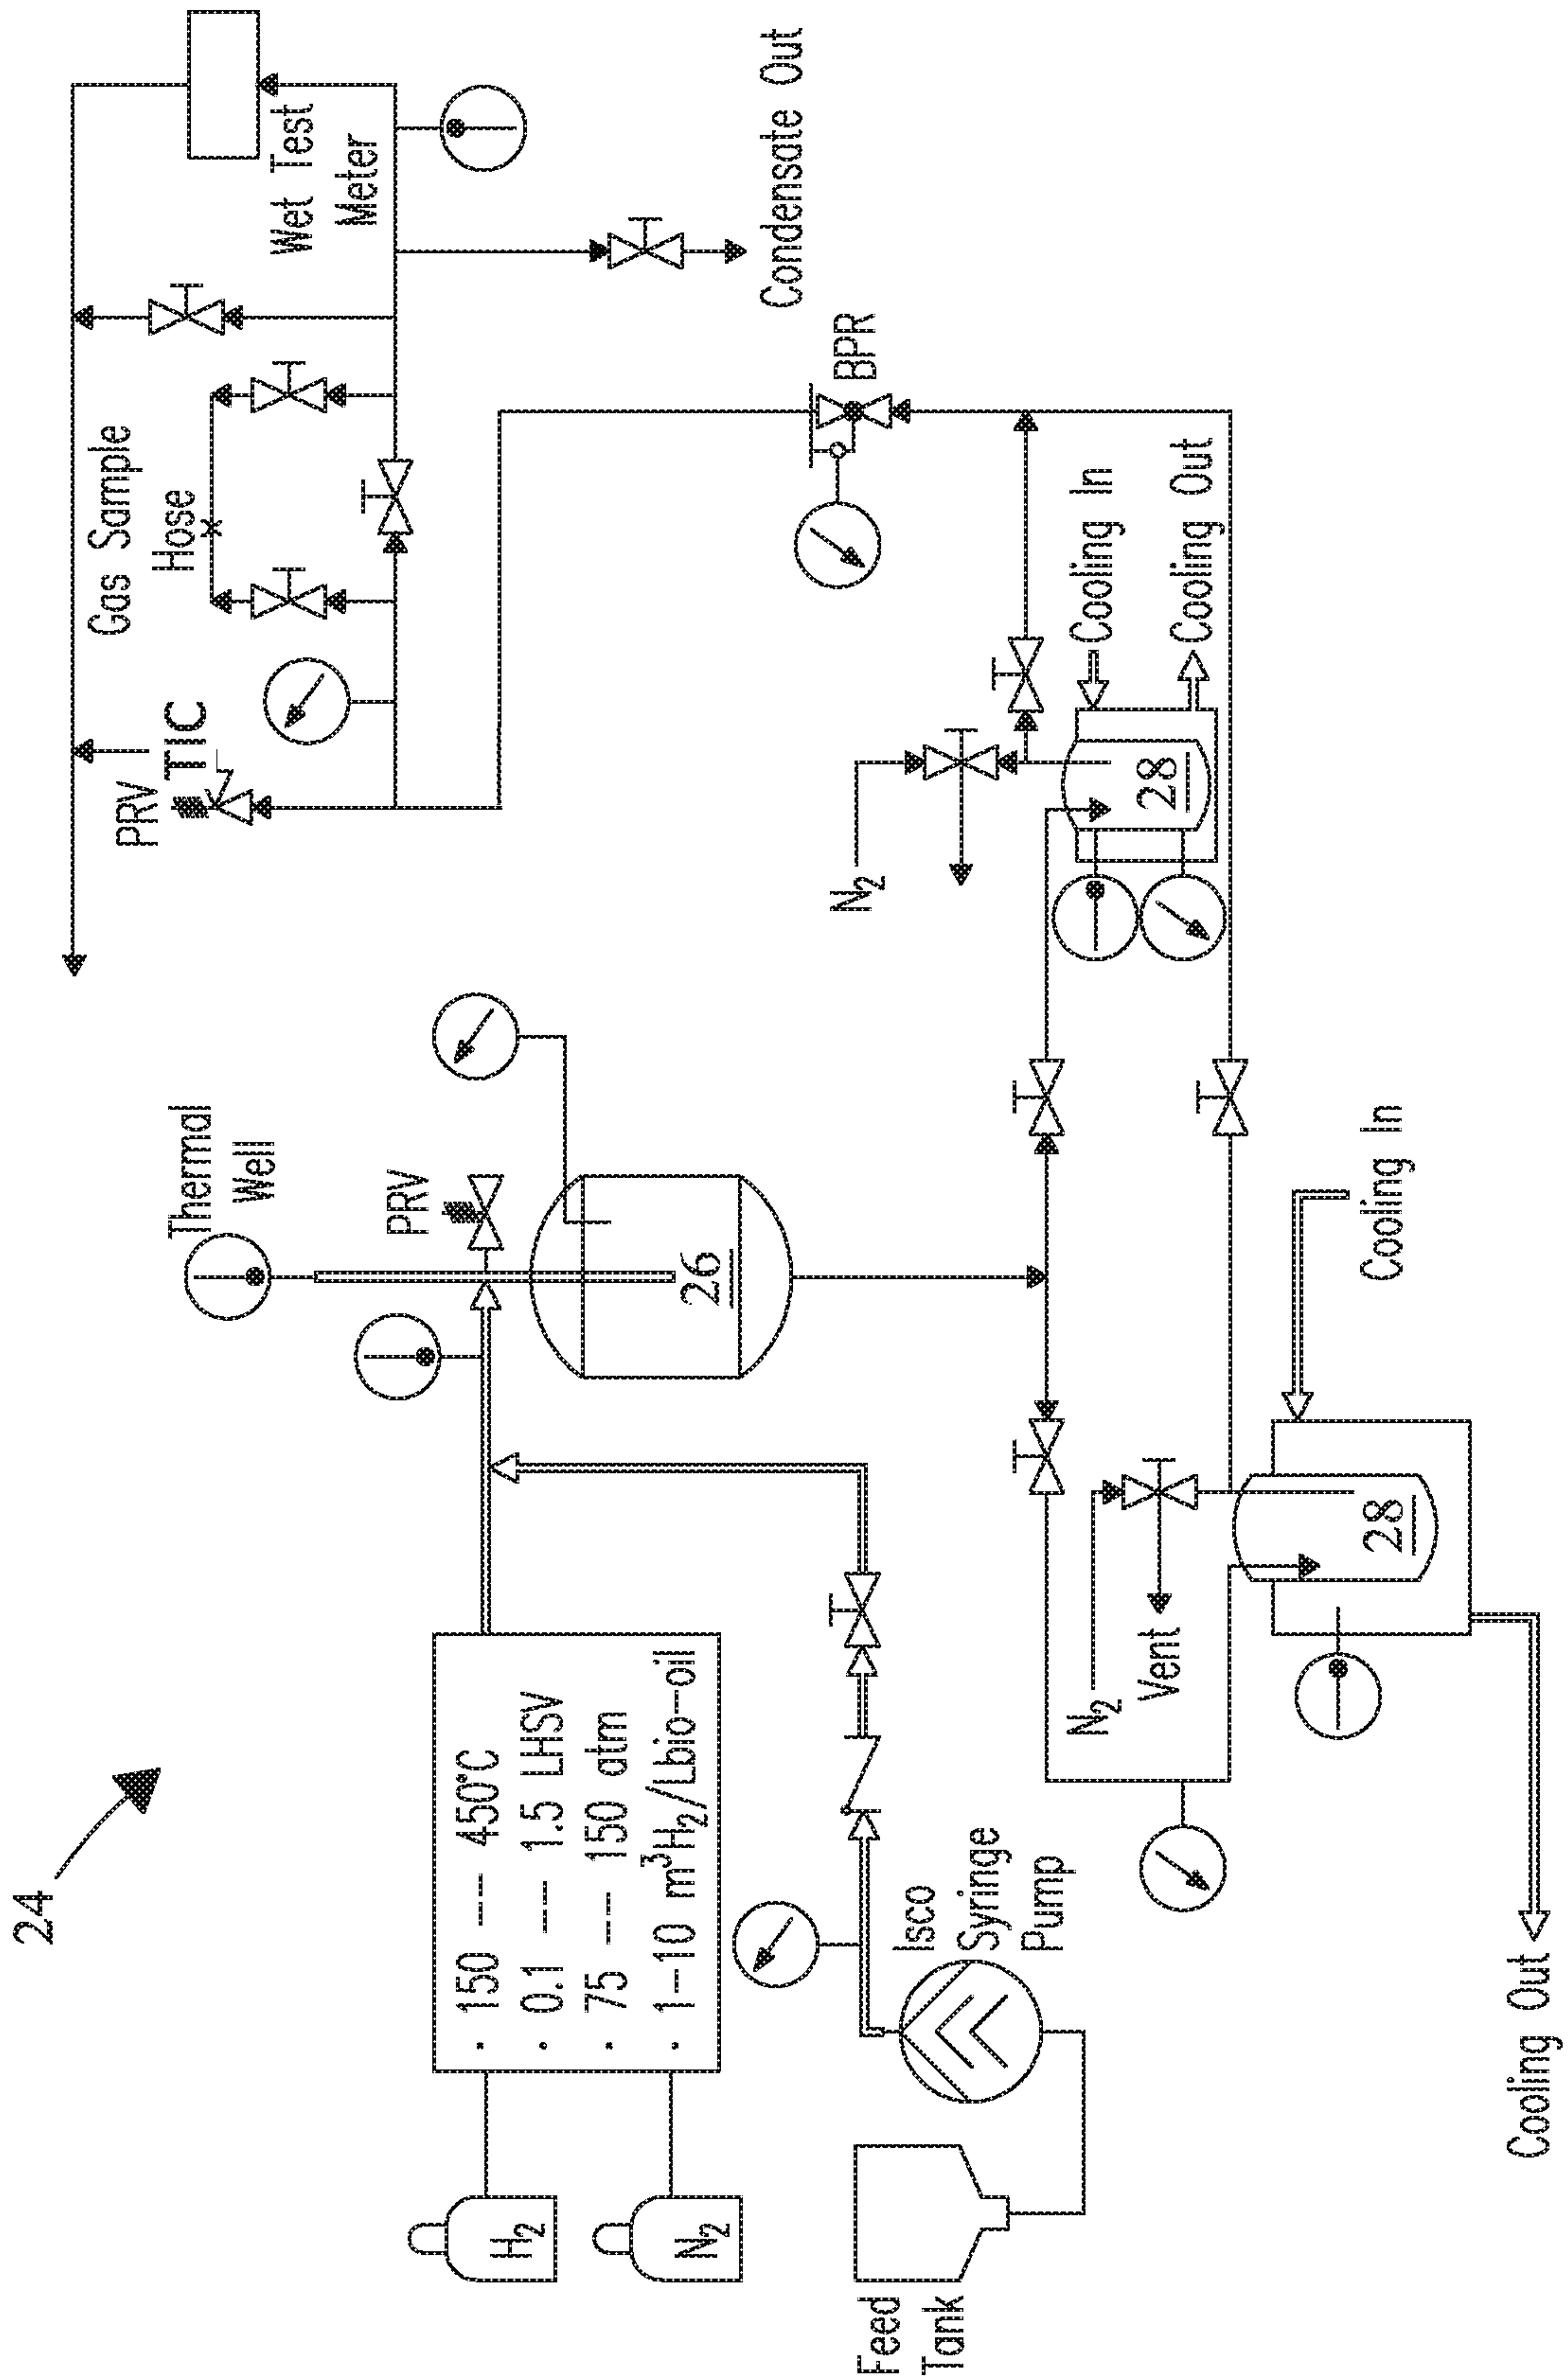 24
H2
N2
• 150 --- 450°C
• 0.1 --- 1.5 LHSV
• 75 --- 150 atm
• 1-10 m³H2/Lbio-oil
Feed
Tank
Isco
Syringe
Pump
Thermal
Well
PRV
26
N2
Vent
28
Cooling In
Cooling Out
PRV
TIC
Gas Sample
Hose
Wet Test
Meter
Condensate Out
BPR
N2
28
Cooling In
Cooling Out